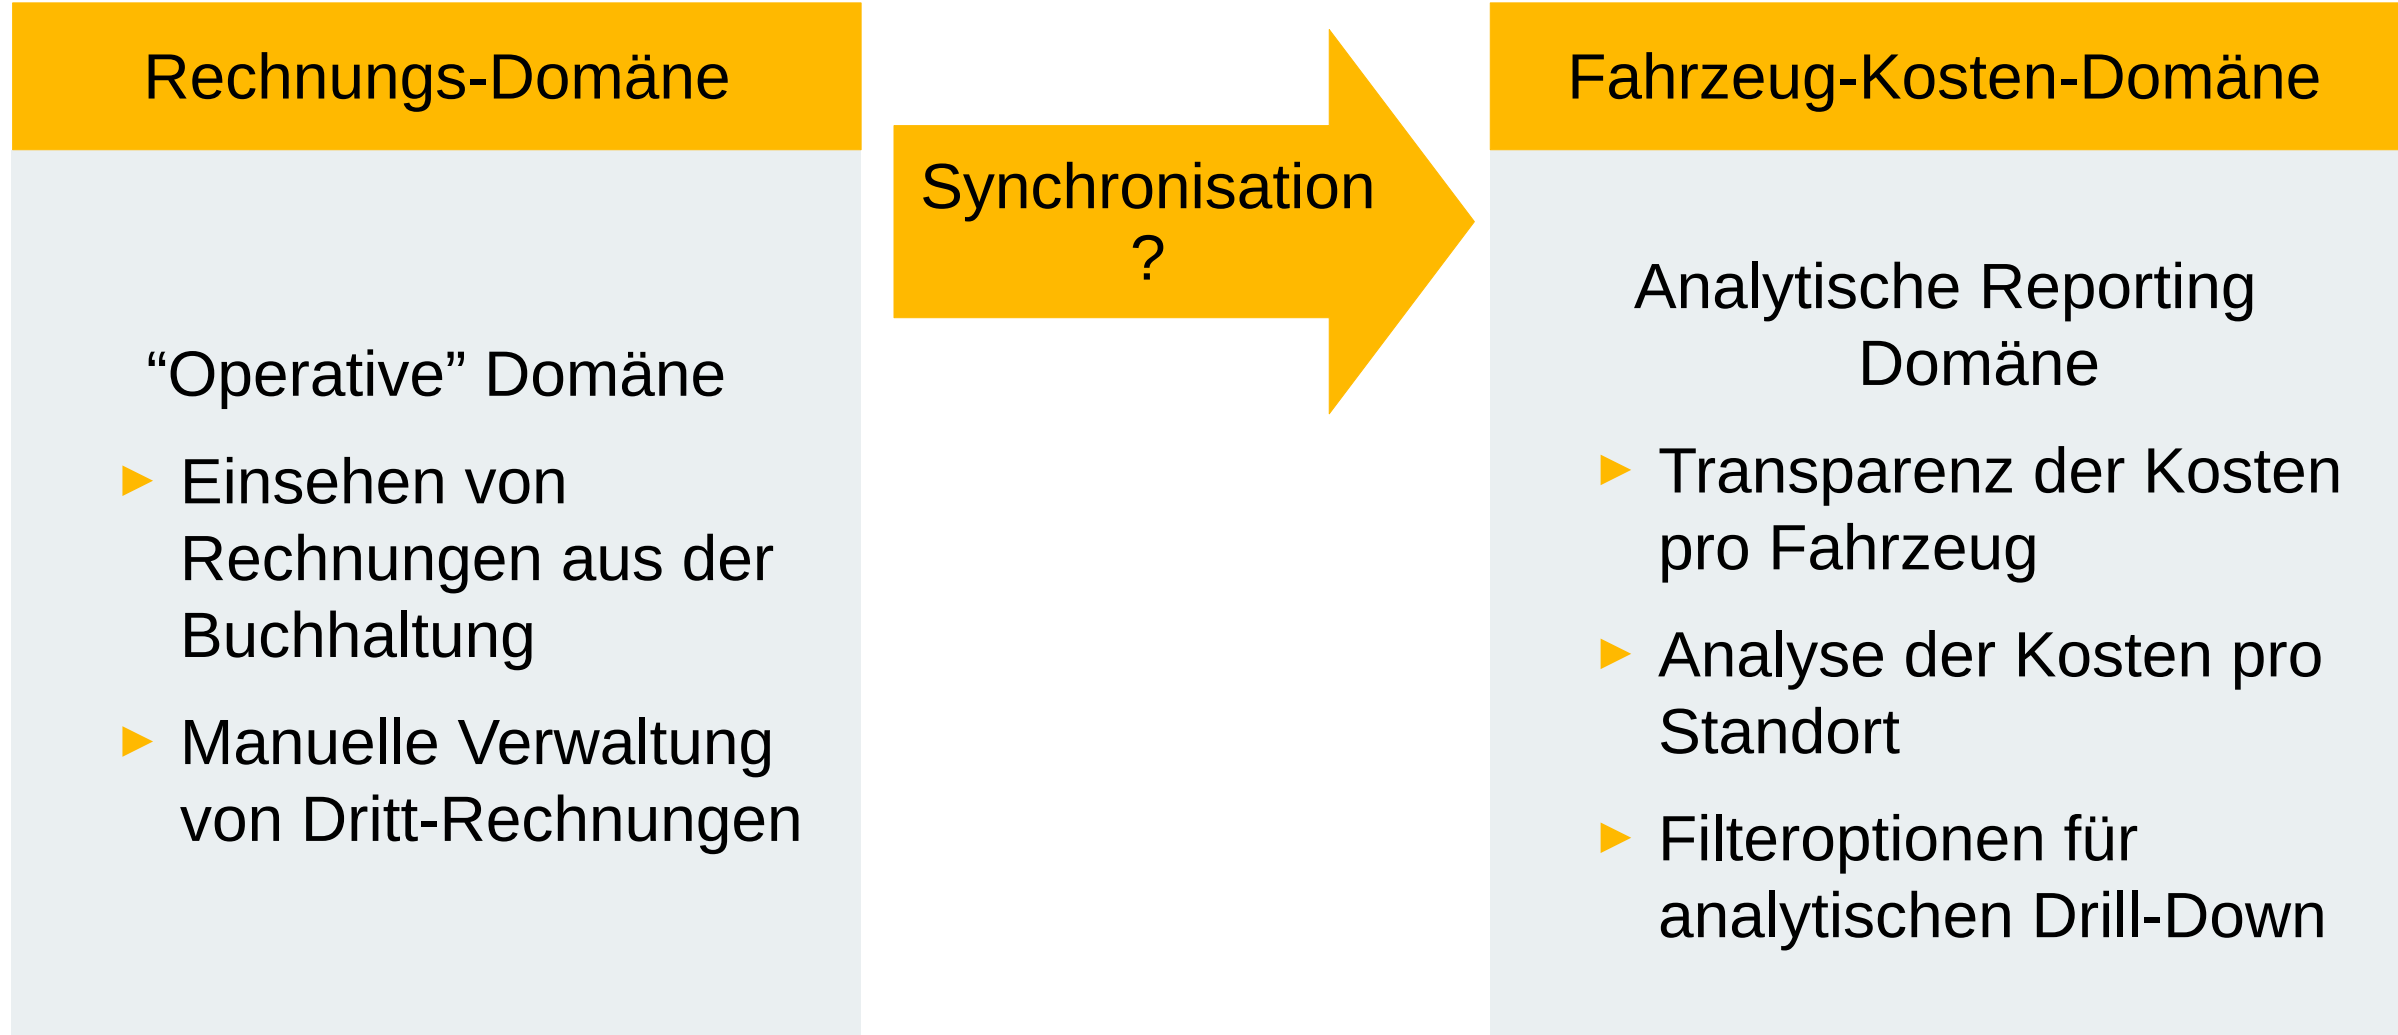 Rechnungs-Domäne
“Operative” Domäne
► Einsehen von
Rechnungen aus der
Buchhaltung
► Manuelle Verwaltung
von Dritt-Rechnungen
Synchronisation
?
Fahrzeug-Kosten-Domäne
Analytische Reporting
Domäne
► Transparenz der Kosten
pro Fahrzeug
► Analyse der Kosten pro
Standort
► Filteroptionen für
analytischen Drill-Down